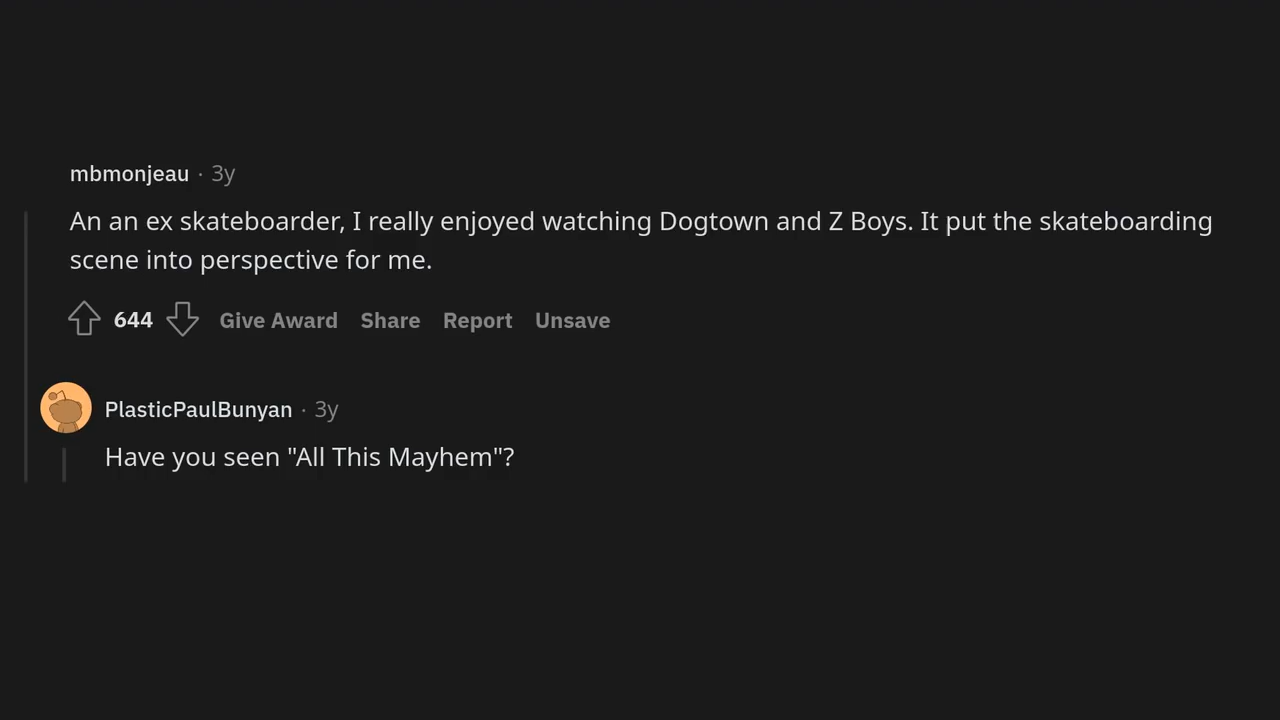 mbmonjeau · 3y
An an ex skateboarder, I really enjoyed watching Dogtown and Z Boys. It put the skateboarding
scene into perspective for me.
644 Give Award Share Report Unsave
PlasticPaulBunyan · 3y
Have you seen "All This Mayhem"?